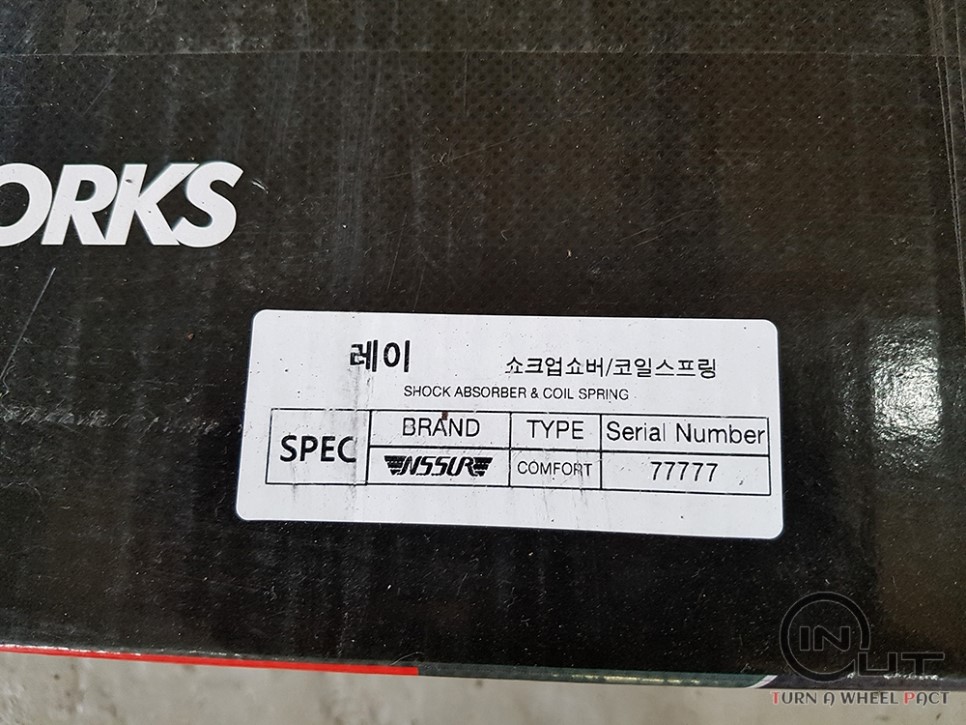 ORKS
레이 쇼크업쇼버/코일스프링
SHOCK ABSORBER & COIL SPRING
SPEC BRAND TYPE Serial Number
NSSUR COMFORT 77777
IN
OUT
TURN A WHEEL PACT